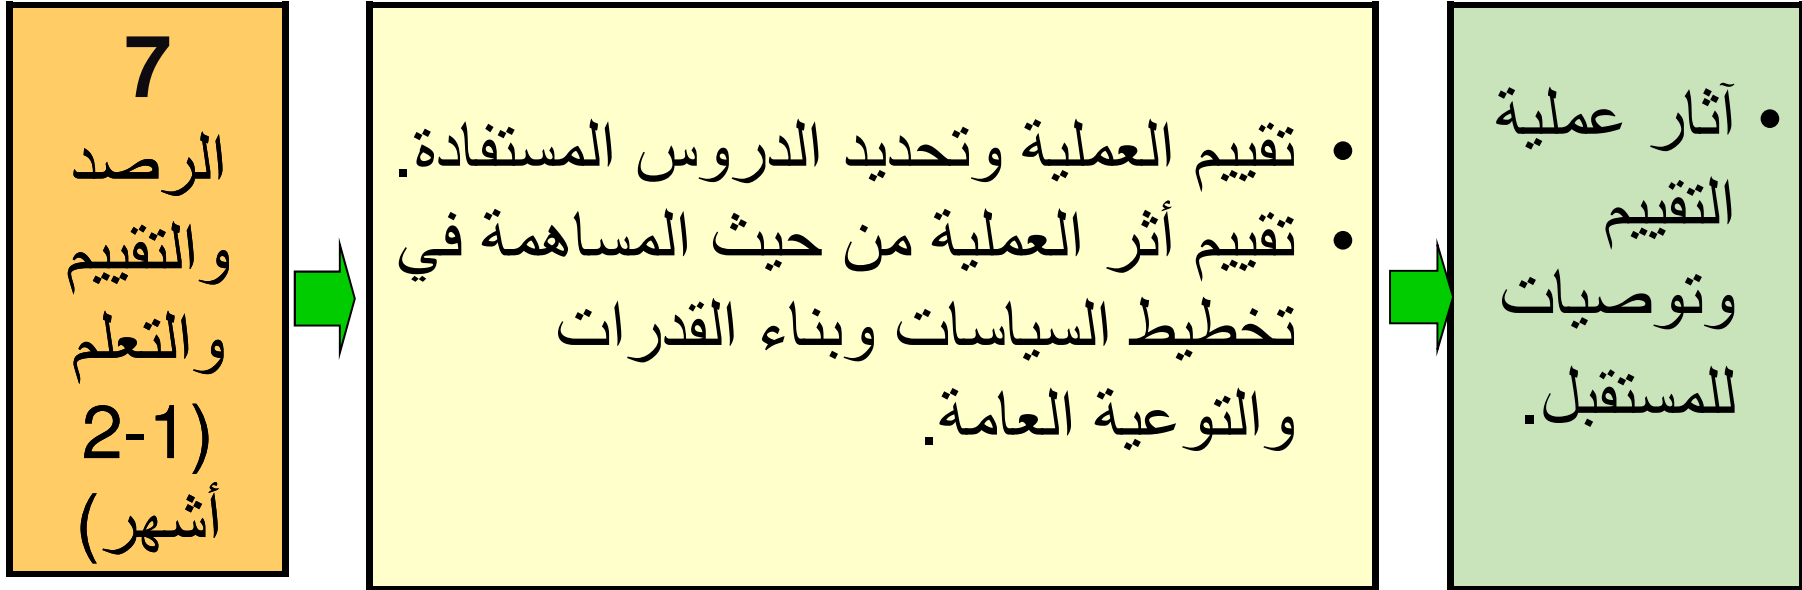 7
الرصد
والتقييم
والتعلم
(1-2
أشهر)
• تقييم العملية وتحديد الدروس المستفادة.
• تقييم أثر العملية من حيث المساهمة في
تخطيط السياسات وبناء القدرات
والتوعية العامة.
• آثار عملية
التقييم
وتوصيات
للمستقبل.